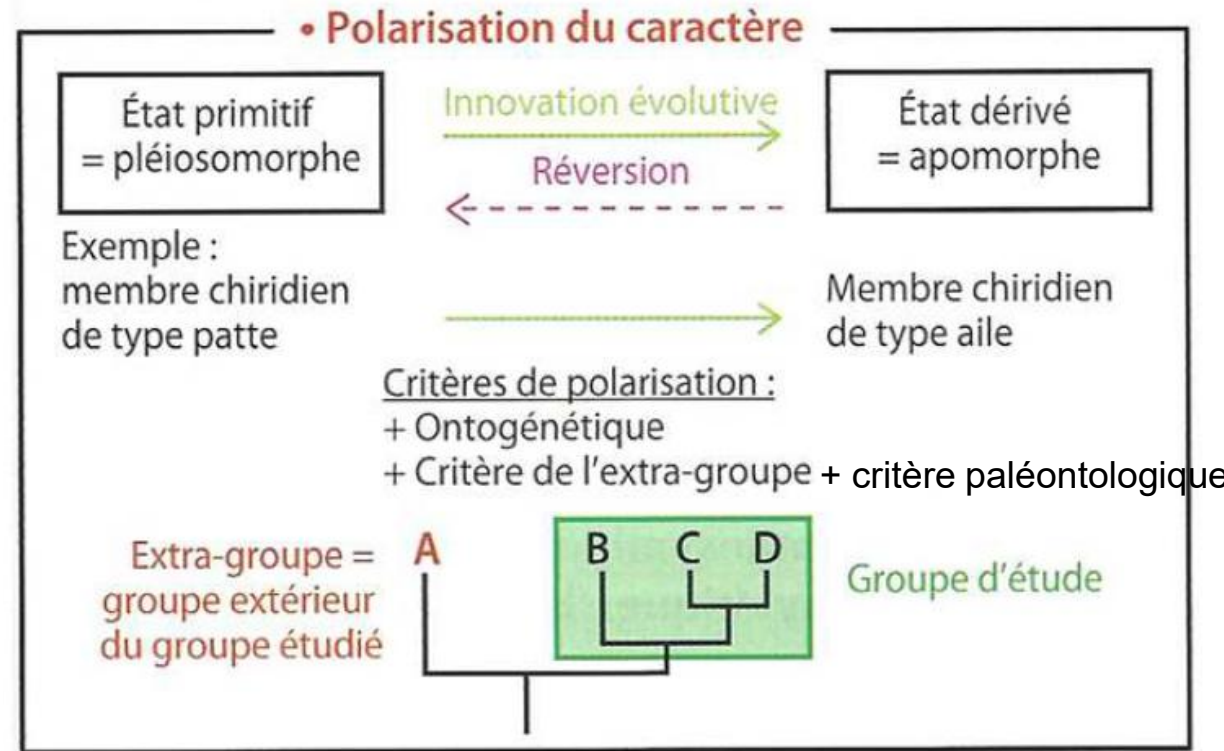 • Polarisation du caractère
État primitif
= pléiosomorphe
Innovation évolutive
Réversion
État dérivé
= apomorphe
Exemple :
membre chiridien
de type patte
Membre chiridien
de type aile
Critères de polarisation :
+ Ontogénétique
+ Critère de l'extra-groupe + critère paléontologique
Extra-groupe =
groupe extérieur
du groupe étudié
A
B C D
Groupe d'étude